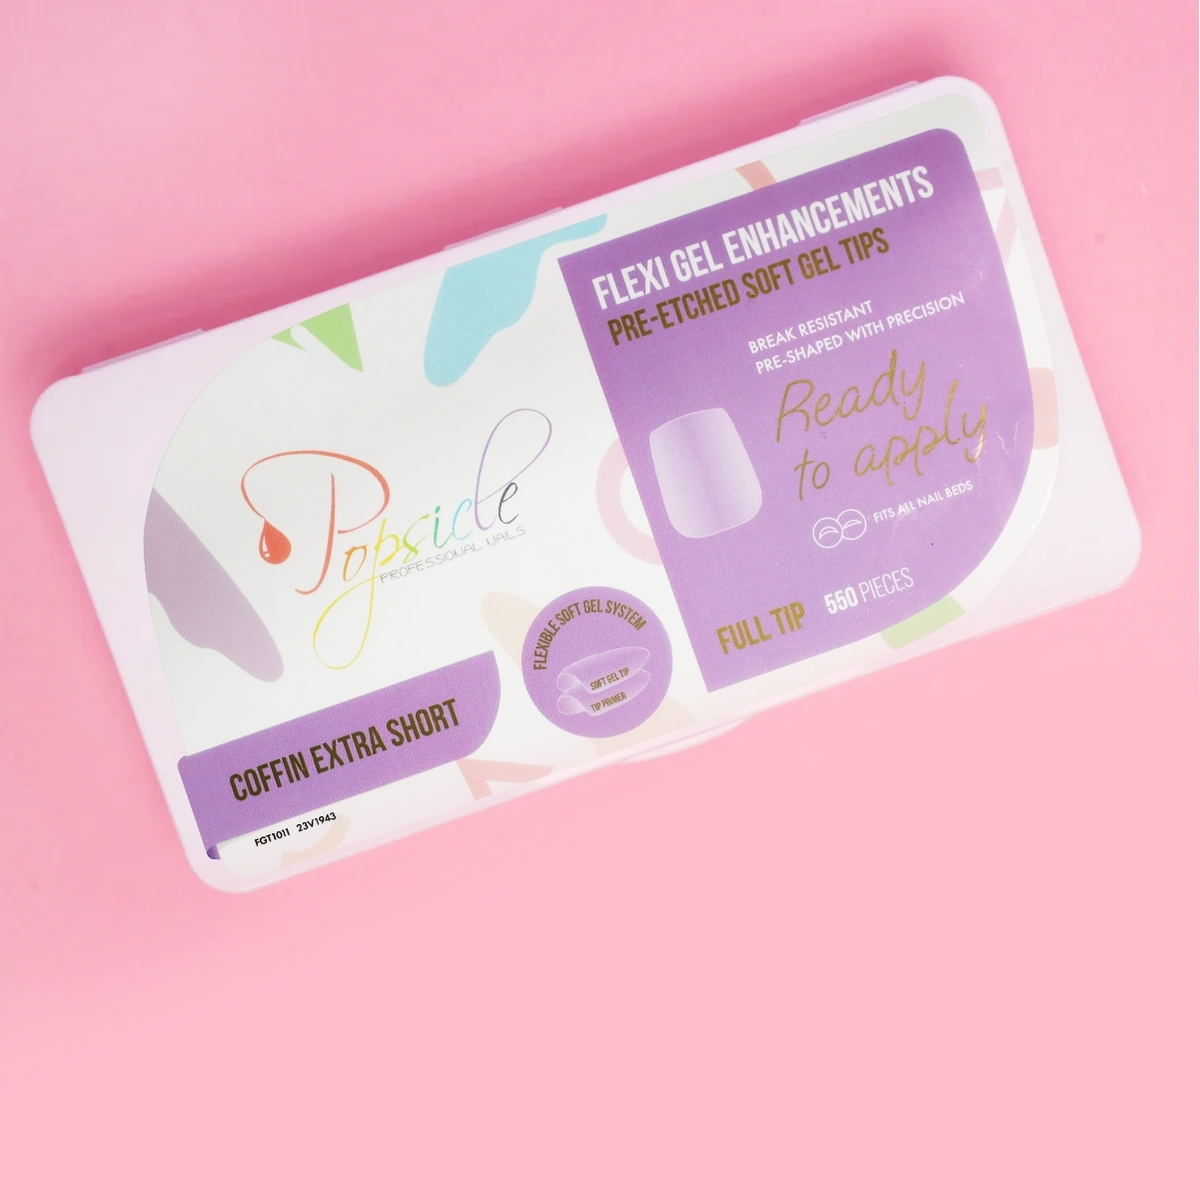 FLEXI GEL ENHANCEMENTS
PRE-ETCHED SOFT GEL TIPS
BREAK RESISTANT
PRE-SHAPED WITH PRECISION
Ready
to apply
FITS ALL NAIL BEDS
FULL TIP 550 PIECES
Popsicle
PROFESSIONAL NAILS
FLEXIBLE SOFT GEL SYSTEM
SOFT GEL TIP
TIP PRIMER
COFFIN EXTRA SHORT
FGT1011 23V1943